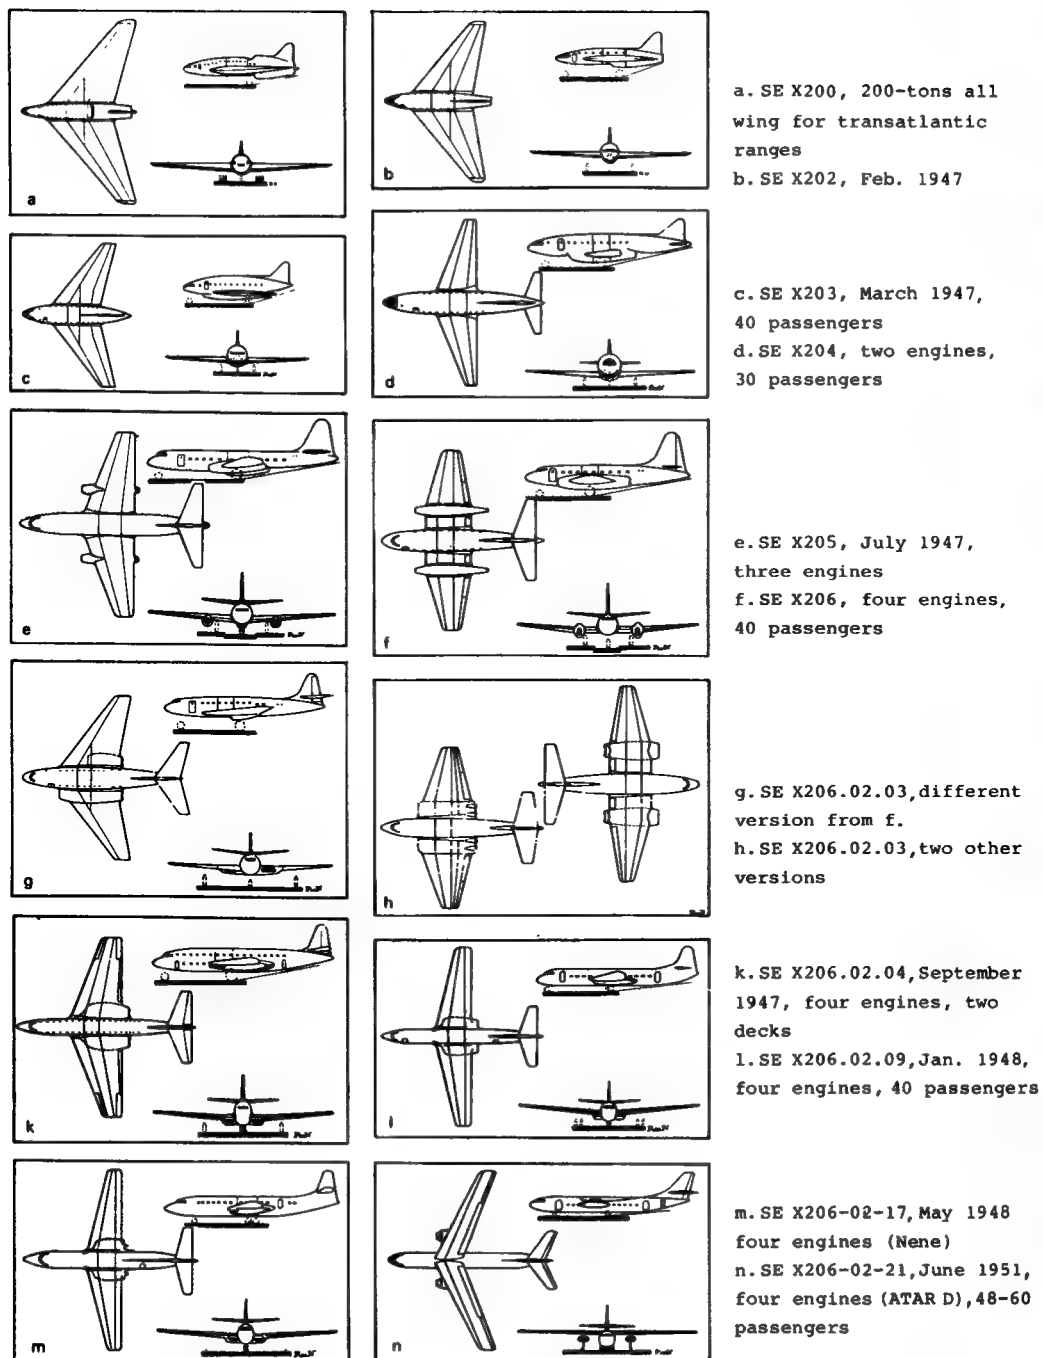 a. SE X200, 200-tons all
wing for transatlantic
ranges
b. SE X202, Feb. 1947
a
b
c. SE X203, March 1947,
40 passengers
d. SE X204, two engines,
30 passengers
c
d
e. SE X205, July 1947,
three engines
f. SE X206, four engines,
40 passengers
e
f
g. SE X206.02.03,different
version from f.
h. SE X206.02.03,two other
versions
g
h
k. SE X206.02.04,September
1947, four engines, two
decks
l. SE X206.02.09,Jan. 1948,
four engines, 40 passengers
k
l
m. SE X206-02-17,May 1948
four engines (Nene)
n. SE X206-02-21,June 1951,
four engines (ATAR D),48-60
passengers
m
n